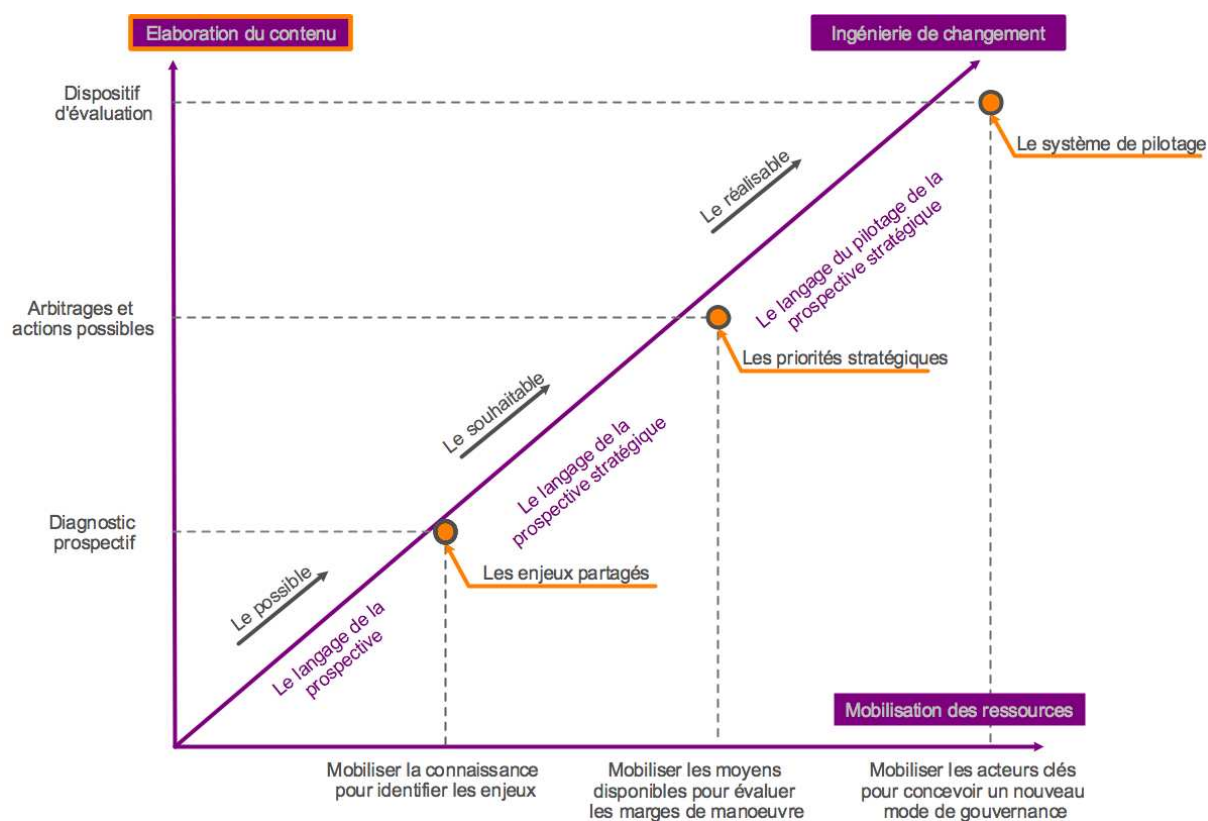 Elaboration du contenu
Ingénierie de changement
Dispositif
d'évaluation
Le système de pilotage
Le réalisable
Le langage du pilotage de la
prospective stratégique
Arbitrages et
actions possibles
Les priorités stratégiques
Le souhaitable
Le langage de la
prospective stratégique
Diagnostic
prospectif
Les enjeux partagés
Le possible
Le langage de la
prospective
Mobilisation des ressources
Mobiliser la connaissance
pour identifier les enjeux
Mobiliser les moyens
disponibles pour évaluer
les marges de manoeuvre
Mobiliser les acteurs clés
pour concevoir un nouveau
mode de gouvernance